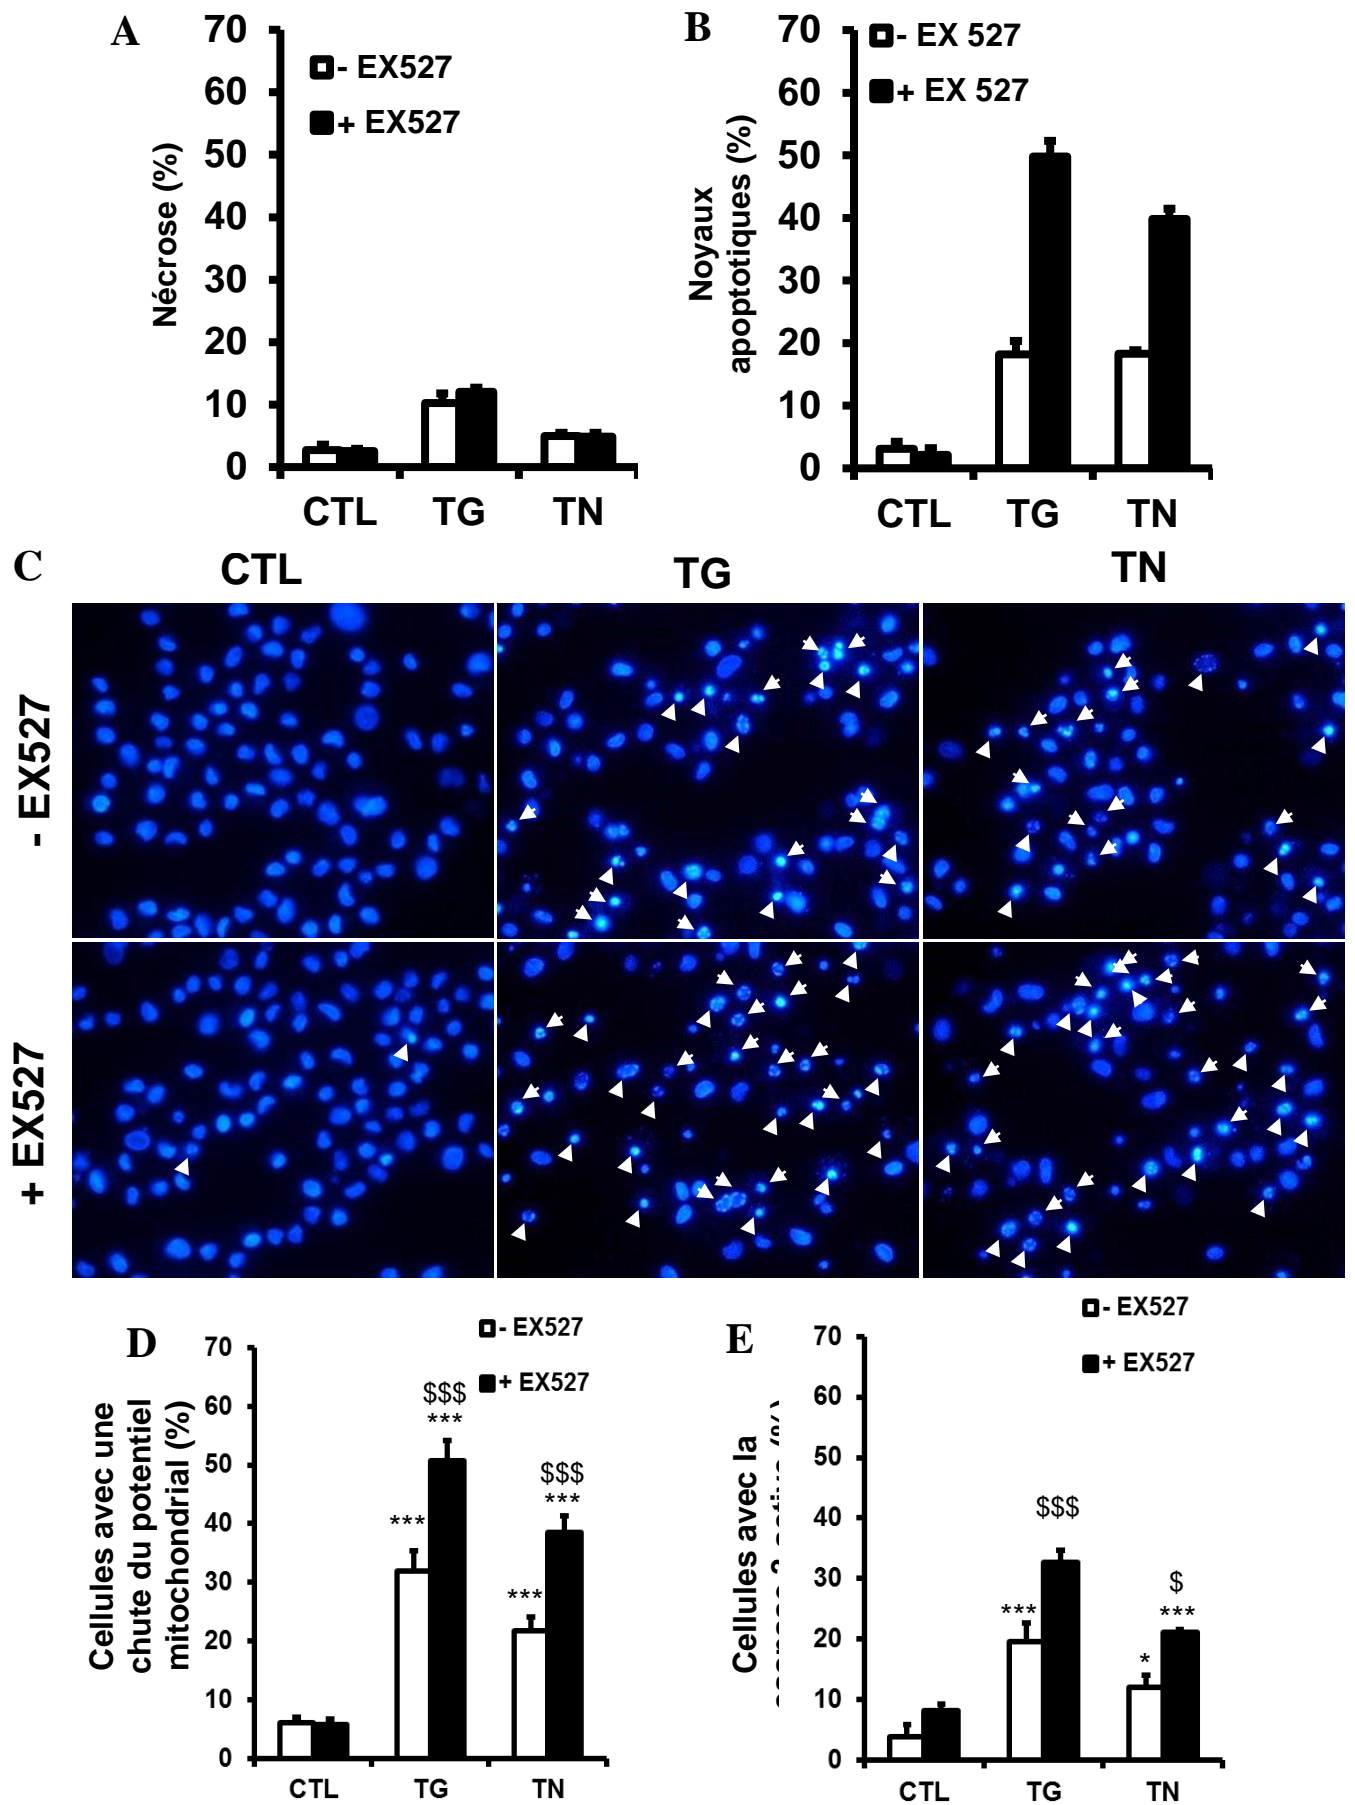 A
70
60
50
40
30
20
10
0
Nécrose (%)
- EX527
+ EX527
CTL TG TN
B
70
60
50
40
30
20
10
0
Noyaux
apoptotiques (%)
- EX 527
+ EX 527
CTL TG TN
C
CTL TG TN
- EX527
+ EX527
D
70
60
50
40
30
20
10
0
Cellules avec une
chute du potentiel
mitochondrial (%)
- EX527
+ EX527
$$$
***
***
$$$
***
***
CTL TG TN
E
70
60
50
40
30
20
10
0
Cellules avec la
- EX527
+ EX527
$$$
***
$
***
*
CTL TG TN